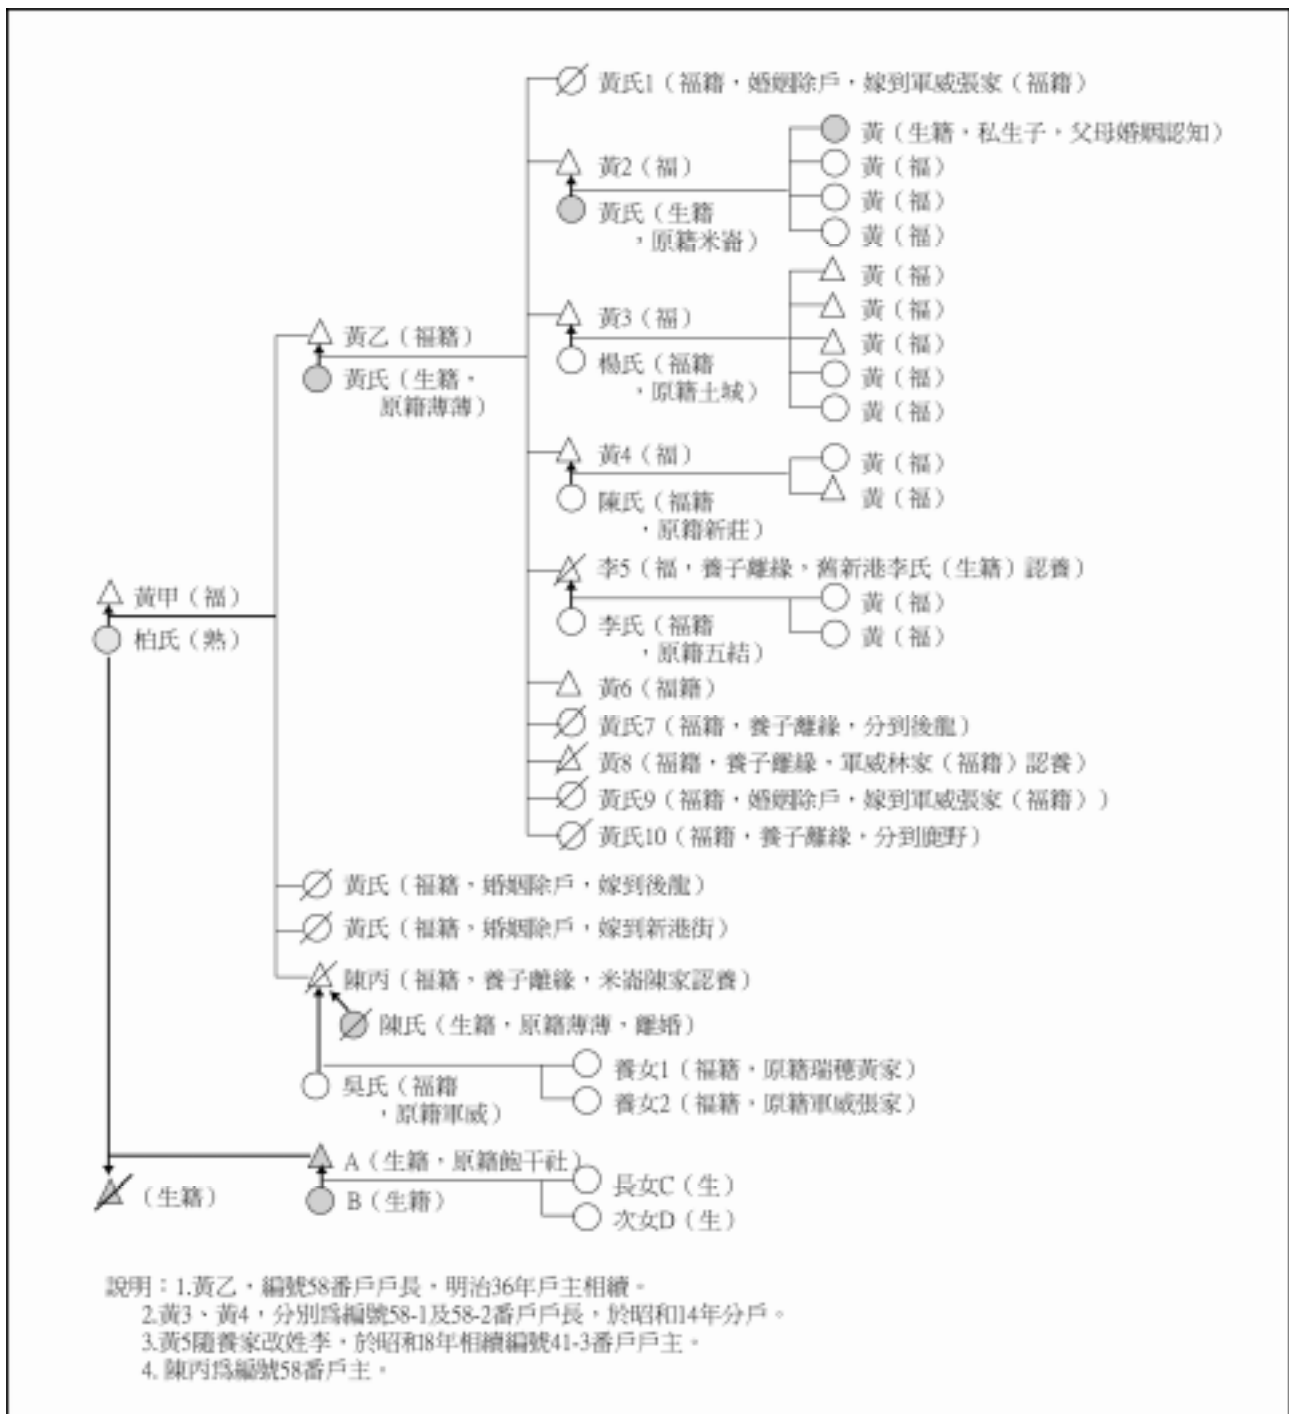 黃氏1（福籍，婚姻除戶，嫁到軍威張家（福籍）
黃（生籍，私生子，父母婚姻認知）
黃2（福）
黃（福）
黃（福）
黃氏（生籍
，原籍米崙）
黃（福）
黃（福）
黃（福）
黃3（福）
黃乙（福籍）
黃（福）
楊氏（福籍
，原籍土城）
黃（福）
黃氏（生籍，
原籍薄薄）
黃（福）
黃4（福）
黃（福）
陳氏（福籍
，原籍新莊）
黃（福）
李5（福，養子離緣，舊新港李氏（生籍）認養）
黃甲（福）
黃（福）
李氏（福籍
，原籍五結）
黃（福）
柏氏（熟）
黃6（福籍）
黃氏7（福籍，養子離緣，分到後龍）
黃8（福籍，養子離緣，軍威林家（福籍）認養）
黃氏9（福籍，婚姻除戶，嫁到軍威張家（福籍））
黃氏10（福籍，養子離緣，分到鹿野）
黃氏（福籍，婚姻除戶，嫁到後龍）
黃氏（福籍，婚姻除戶，嫁到新港街）
陳丙（福籍，養子離緣，米崙陳家認養）
陳氏（生籍，原籍薄薄，離婚）
養女1（福籍，原籍瑞穗黃家）
吳氏（福籍
，原籍軍威）
養女2（福籍，原籍軍威張家）
A（生籍，原籍飽干社）
長女C（生）
（生籍）
B（生籍）
次女D（生）
說明：1.黃乙，編號58番戶戶長，明治36年戶主相續。
2.黃3、黃4，分別為編號58-1及58-2番戶戶長，於昭和14年分戶。
3.黃5隨養家改姓李，於昭和8年相續編號41-3番戶戶主。
4. 陳丙為編號58番戶主。